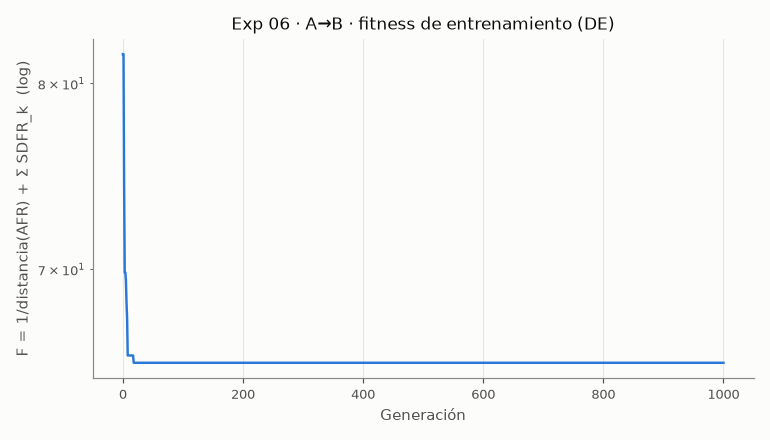 Exp 06 · A→B · fitness de entrenamiento (DE)
F = 1/distancia(AFR) + Σ SDFR_k (log)
8 × 10¹
7 × 10¹
0 200 400 600 800 1000
Generación